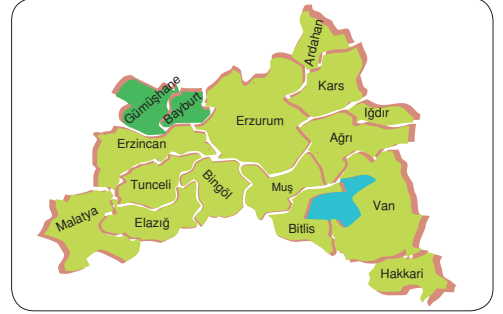 Ardahan
Kars
Gümüşhane
Bayburt
Iğdır
Erzurum
Ağrı
Erzincan
Tunceli
Bingöl
Muş
Van
Malatya
Elazığ
Bitlis
Hakkari